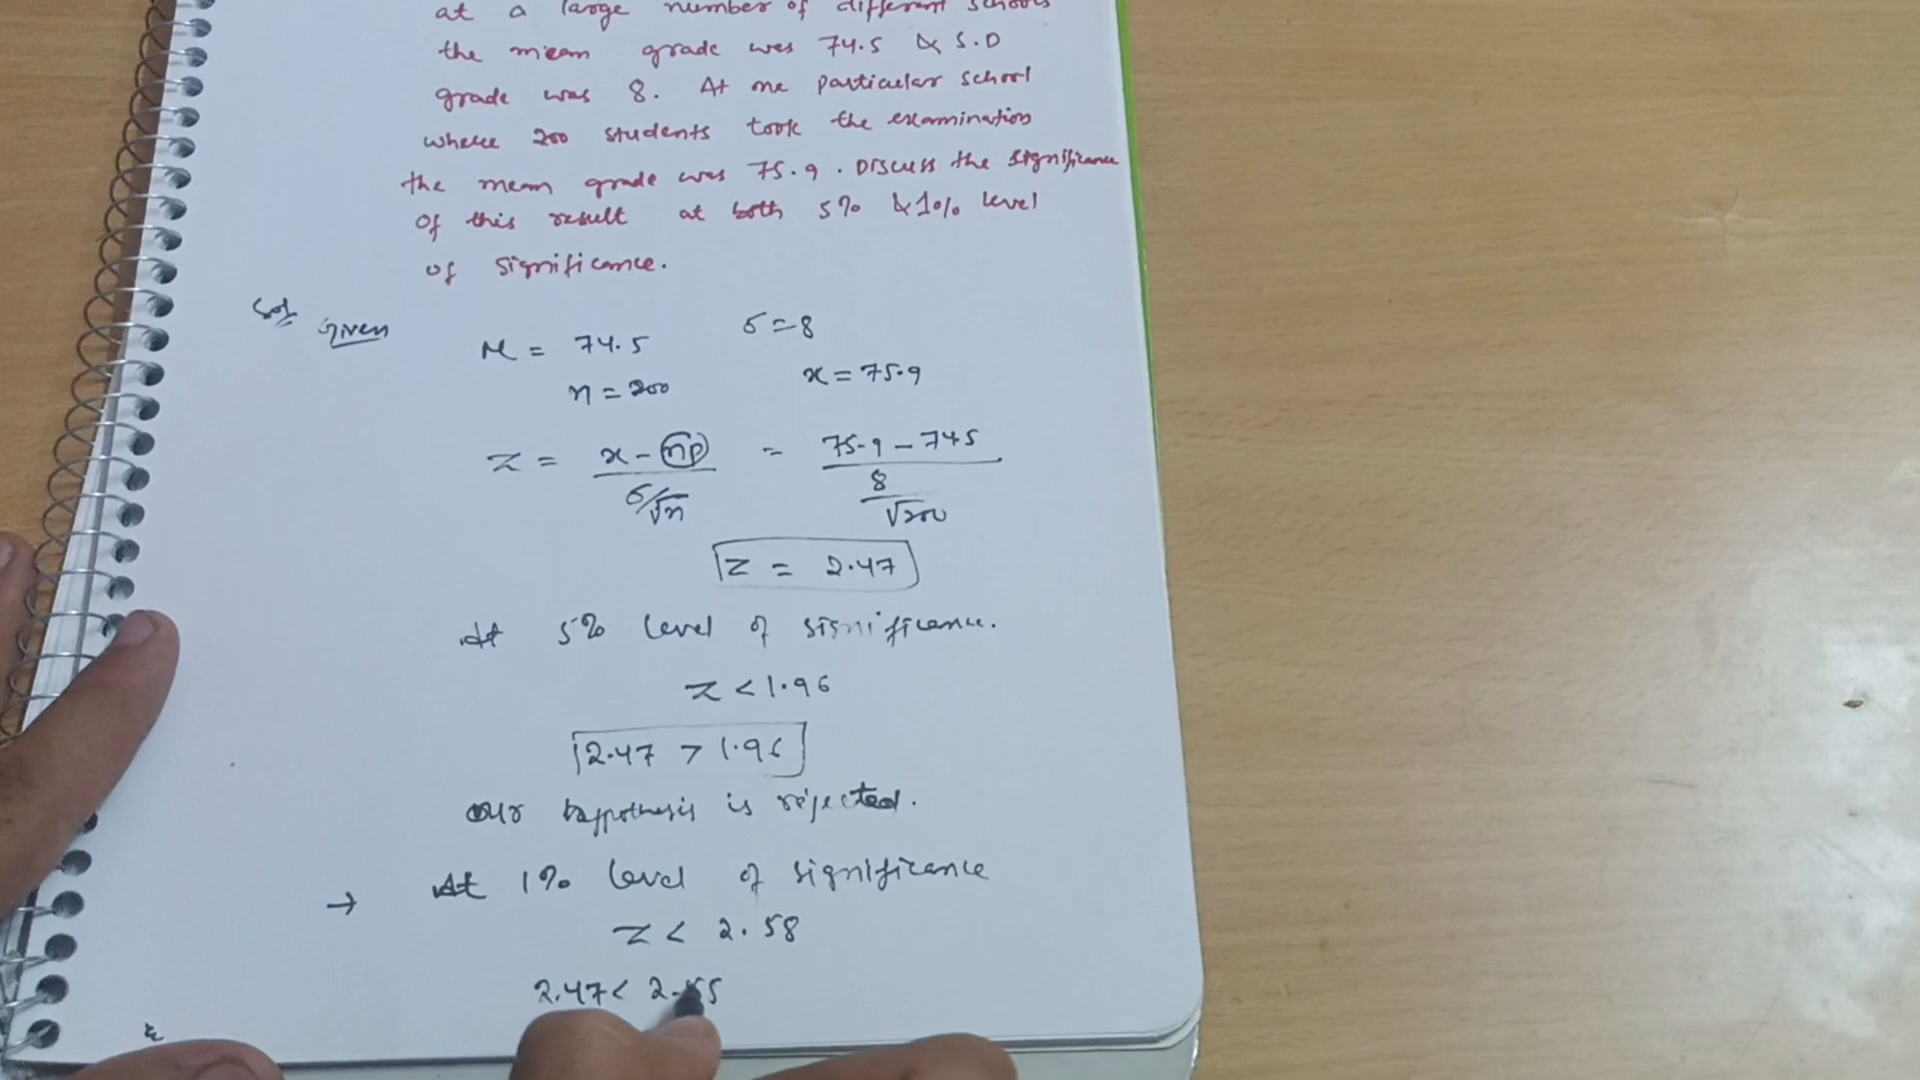 at a large number of different schools
the mean grade was 74.5 & S.D
grade was 8. At one particular school
where 200 students took the examination
the mean grade was 75.9. Discuss the significance
of this result at both 5% & 1% level
of significance.
Sol Given
M = 74.5 σ = 8
n = 200 x = 75.9
Z = x - np / σ/√n = 75.9 - 74.5 / 8/√200
Z = 2.47
At 5% level of significance.
Z < 1.96
2.47 > 1.96
our hypothesis is rejected.
→ At 1% level of significance
Z < 2.58
2.47 < 2.